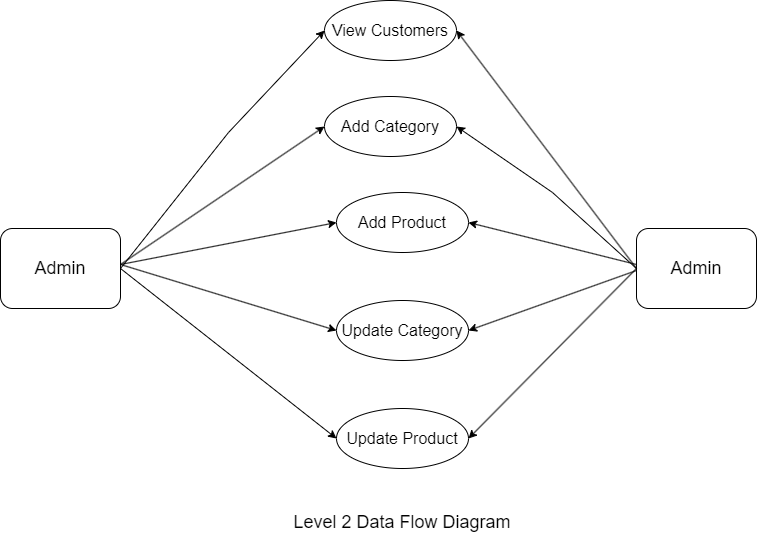 View Customers
Add Category
Add Product
Admin
Admin
Update Category
Update Product
Level 2 Data Flow Diagram